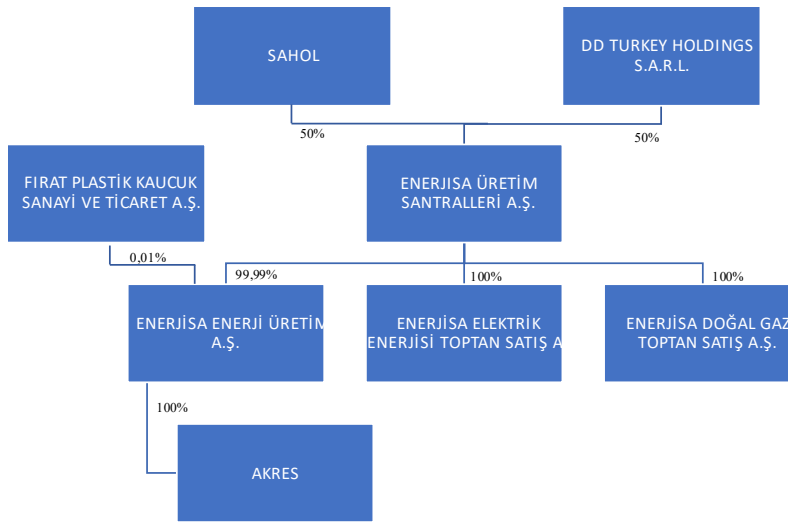 SAHOL
DD TURKEY HOLDINGS
S.A.R.L.
50%
50%
FIRAT PLASTİK KAUCUK
SANAYİ VE TİCARET A.Ş.
ENERJISA ÜRETİM
SANTRALLERİ A.Ş.
0,01%
99,99%
100%
100%
ENERJİSA ENERJİ ÜRETİM
A.Ş.
ENERJİSA ELEKTRİK
ENERJİSİ TOPTAN SATIŞ A
ENERJİSA DOĞAL GAZ
TOPTAN SATIŞ A.Ş.
100%
AKRES